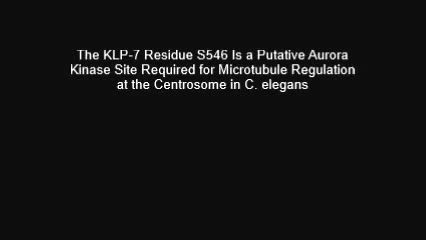 The KLP-7 Residue S546 Is a Putative Aurora
Kinase Site Required for Microtubule Regulation
at the Centrosome in C. elegans